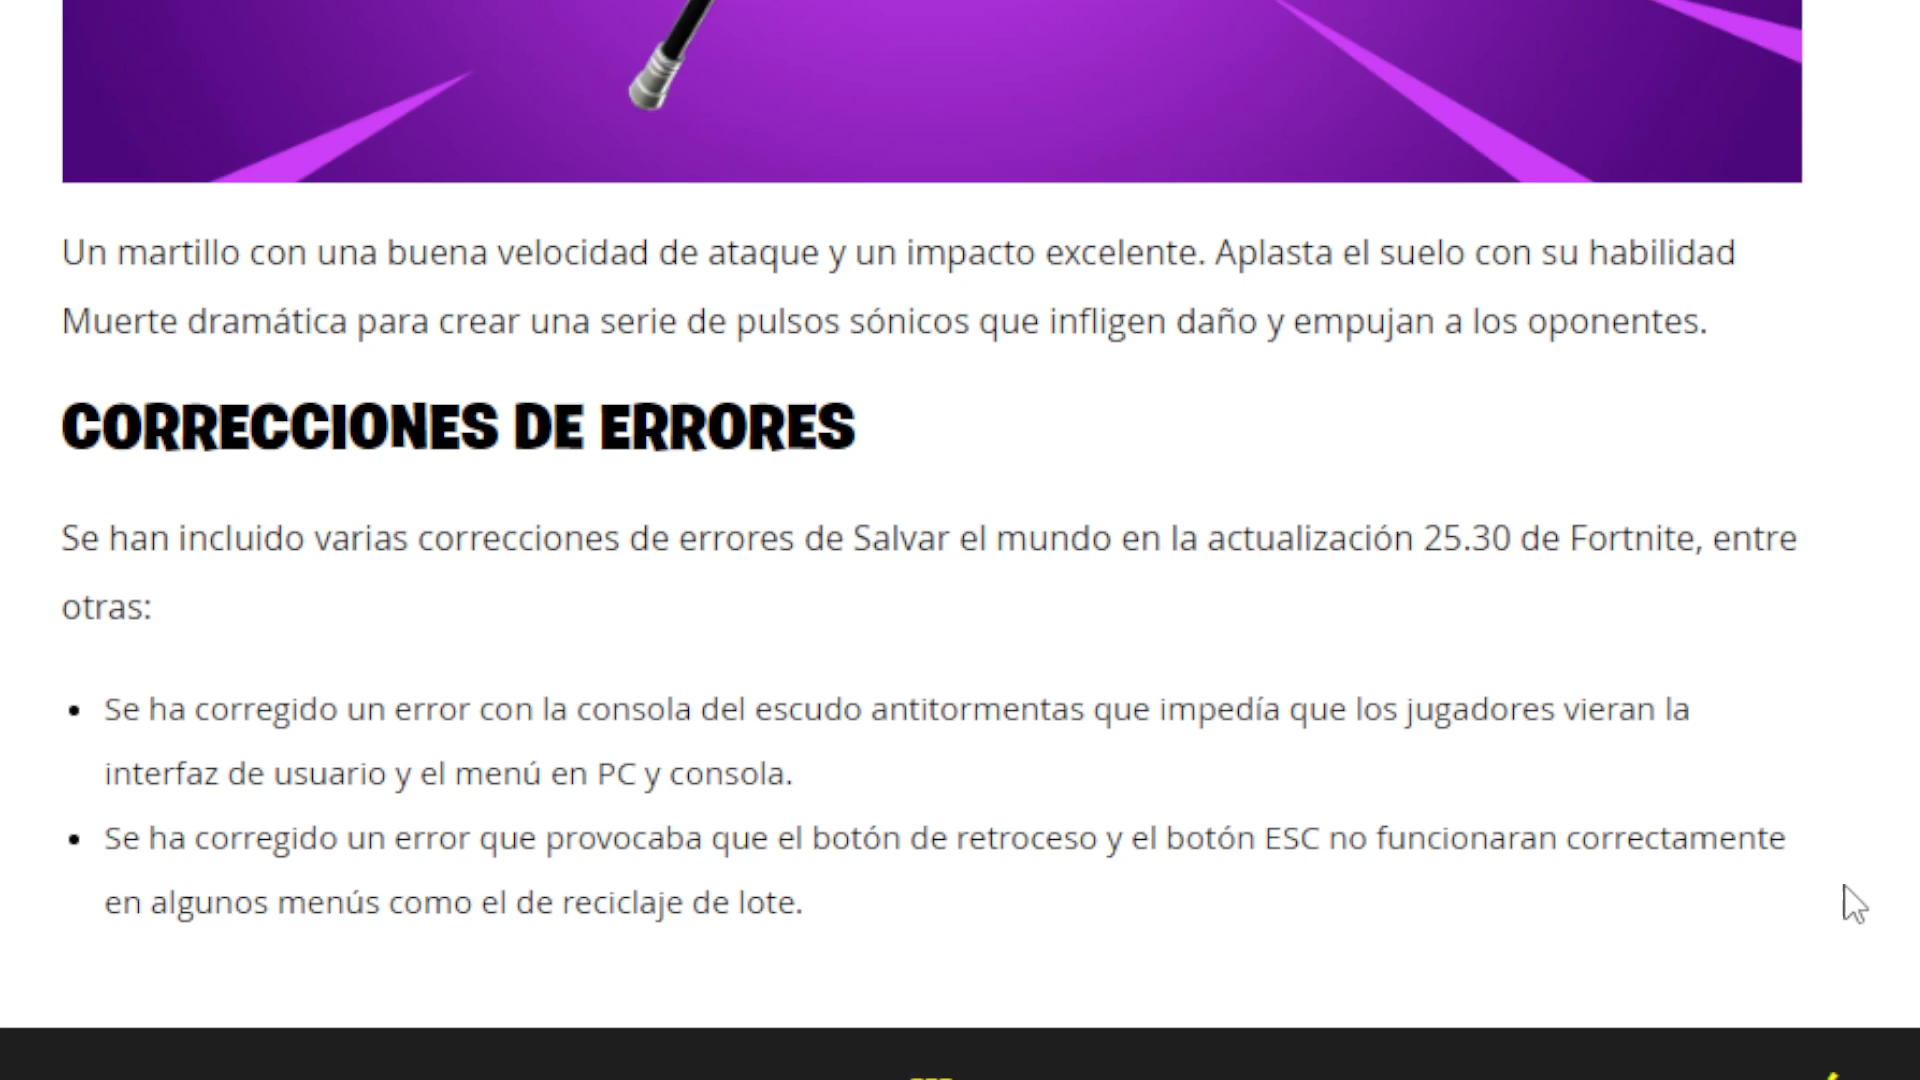 Un martillo con una buena velocidad de ataque y un impacto excelente. Aplasta el suelo con su habilidad
Muerte dramática para crear una serie de pulsos sónicos que infligen daño y empujan a los oponentes.
CORRECCIONES DE ERRORES
Se han incluido varias correcciones de errores de Salvar el mundo en la actualización 25.30 de Fortnite, entre
otras:
• Se ha corregido un error con la consola del escudo antitormentas que impedía que los jugadores vieran la
interfaz de usuario y el menú en PC y consola.
• Se ha corregido un error que provocaba que el botón de retroceso y el botón ESC no funcionaran correctamente
en algunos menús como el de reciclaje de lote.